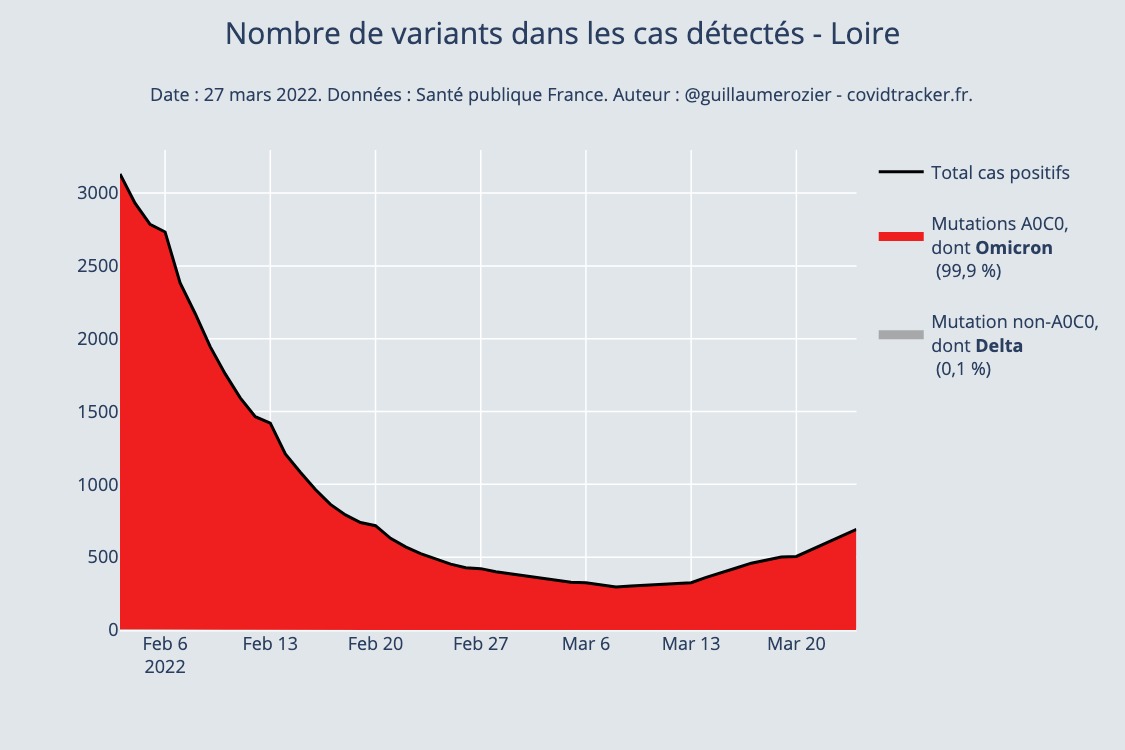 Nombre de variants dans les cas détectés - Loire
Date : 27 mars 2022. Données : Santé publique France. Auteur : @guillaumerozier - covidtracker.fr.
Total cas positifs
Mutations A0C0,
dont Omicron
(99,9 %)
Mutation non-A0C0,
dont Delta
(0,1 %)
3000
2500
2000
1500
1000
500
0
Feb 6 Feb 13 Feb 20 Feb 27 Mar 6 Mar 13 Mar 20
2022